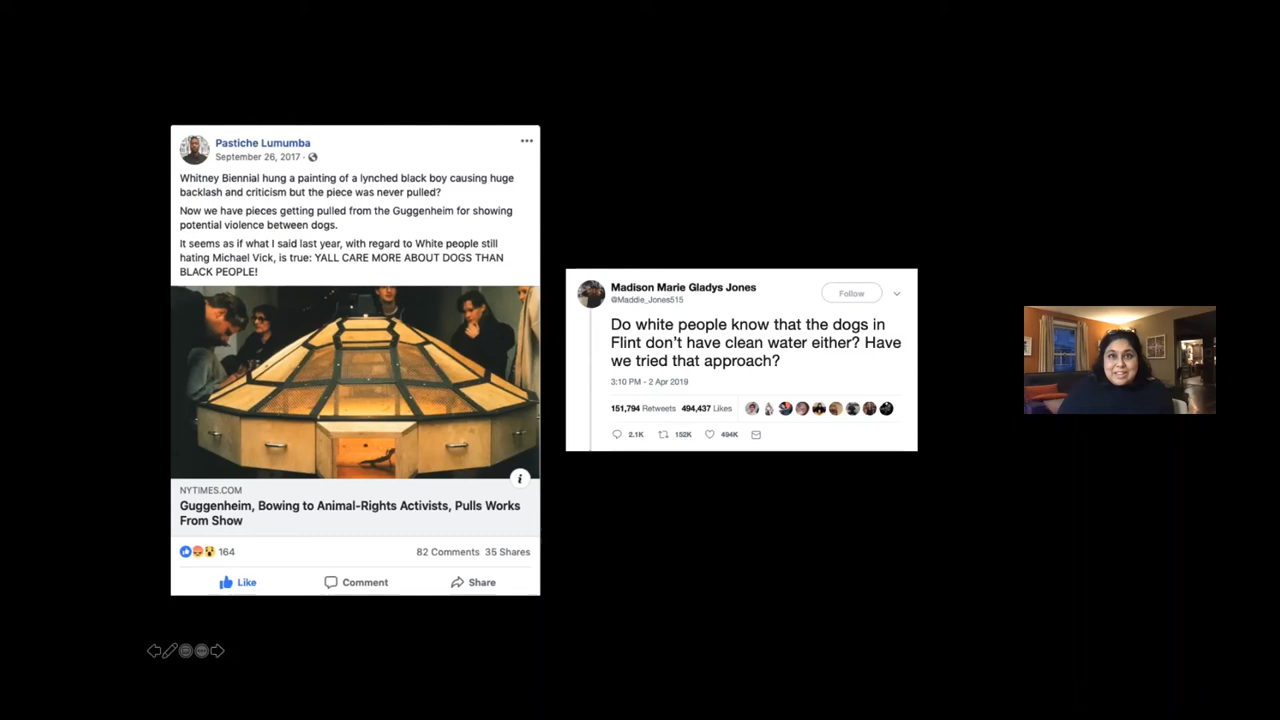 Pastiche Lumumba
September 26, 2017 ·
Whitney Biennial hung a painting of a lynched black boy causing huge
backlash and criticism but the piece was never pulled?
Now we have pieces getting pulled from the Guggenheim for showing
potential violence between dogs.
It seems as if what I said last year, with regard to White people still
hating Michael Vick, is true: YALL CARE MORE ABOUT DOGS THAN
BLACK PEOPLE!
NYTIMES.COM
Guggenheim, Bowing to Animal-Rights Activists, Pulls Works
From Show
164
82 Comments 35 Shares
Like
Comment
Share
Madison Marie Gladys Jones
@Maddie_Jones515
Follow
Do white people know that the dogs in
Flint don't have clean water either? Have
we tried that approach?
3:10 PM - 2 Apr 2019
151,794 Retweets 494,437 Likes
2.1K
152K
494K